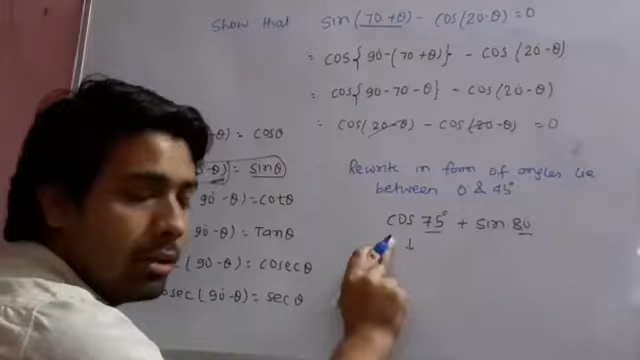 Show that sin(70+θ) - cos(20-θ) = 0
= cos{90-(70+θ)} - cos(20-θ)
= cos{90-70-θ} - cos(20-θ)
= cos(20-θ) - cos(20-θ) = 0
-θ) = cosθ
-θ) = sinθ
90°-θ) = cotθ
90°-θ) = Tanθ
(90°-θ) = cosecθ
osec(90°-θ) = secθ
Rewrite in form of angles lie
between 0 & 45°
cos 75° + sin 80°
↓